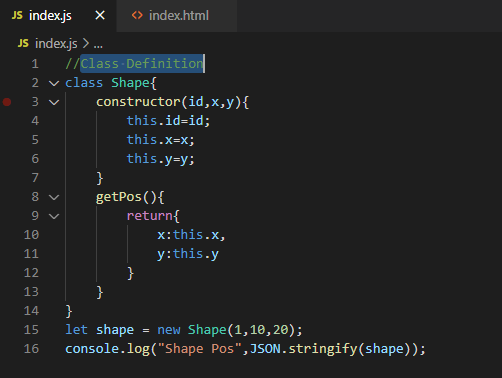 JS index.js × <> index.html
JS index.js > ...
1 //Class Definition
2 class Shape{
3     constructor(id,x,y){
4         this.id=id;
5         this.x=x;
6         this.y=y;
7     }
8     getPos(){
9         return{
10             x:this.x,
11             y:this.y
12         }
13     }
14 }
15 let shape = new Shape(1,10,20);
16 console.log("Shape Pos",JSON.stringify(shape));